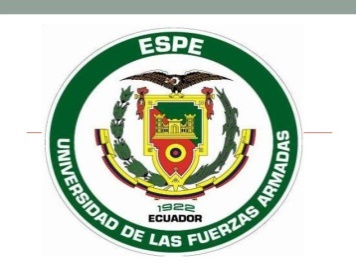 ESPE
1922
ECUADOR
UNIVERSIDAD DE LAS FUERZAS ARMADAS